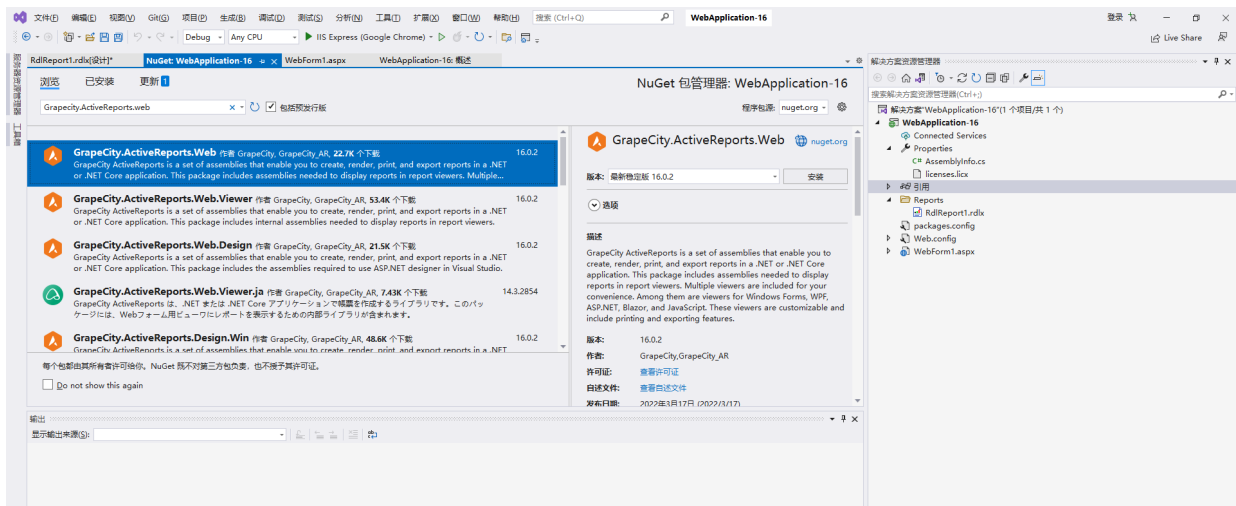 文件(F) 编辑(E) 视图(V) Git(G) 项目(P) 生成(B) 调试(D) 测试(S) 分析(N) 工具(T) 扩展(X) 窗口(W) 帮助(H) 搜索 (Ctrl+Q) WebApplication-16 登录
Debug Any CPU IIS Express (Google Chrome) Live Share
服务器资源管理器
工具箱
RdlReport1.rdlx[设计]* NuGet: WebApplication-16 WebForm1.aspx WebApplication-16: 概述
浏览 已安装 更新 1 NuGet 包管理器: WebApplication-16
Grapecity.ActiveReports.web 包括预发行版 程序包源: nuget.org
GrapeCity.ActiveReports.Web 作者 GrapeCity, GrapeCity_AR, 22.7K 个下载 16.0.2
GrapeCity ActiveReports is a set of assemblies that enable you to create, render, print, and export reports in a .NET
or .NET Core application. This package includes assemblies needed to display reports in report viewers. Multiple...
GrapeCity.ActiveReports.Web.Viewer 作者 GrapeCity, GrapeCity_AR, 53.4K 个下载 16.0.2
GrapeCity ActiveReports is a set of assemblies that enable you to create, render, print, and export reports in a .NET
or .NET Core application. This package includes internal assemblies needed to display reports in report viewers.
GrapeCity.ActiveReports.Web.Design 作者 GrapeCity, GrapeCity_AR, 21.5K 个下载 16.0.2
GrapeCity ActiveReports is a set of assemblies that enable you to create, render, print, and export reports in a .NET
or .NET Core application. This package includes the assemblies required to use ASP.NET designer in Visual Studio.
GrapeCity.ActiveReports.Web.Viewer.ja 作者 GrapeCity, GrapeCity_AR, 7.43K 个下载 14.3.2854
GrapeCity ActiveReports は、.NET または .NET Core アプリケーションで帳票を作成するライブラリです。このパッ
ケージには、Webフォーム用ビューワにレポートを表示するための内部ライブラリが含まれます。
GrapeCity.ActiveReports.Design.Win 作者 GrapeCity, GrapeCity_AR, 48.6K 个下载 16.0.2
GrapeCity ActiveReports is a set of assemblies that enable you to create, render, print, and export reports in a .NET
每个包都由其所有者许可给你。NuGet 既不对第三方包负责，也不授予其许可证。
Do not show this again
GrapeCity.ActiveReports.Web nuget.org
版本: 最新稳定版 16.0.2 安装
选项
描述
GrapeCity ActiveReports is a set of assemblies that enable you to
create, render, print, and export reports in a .NET or .NET Core
application. This package includes assemblies needed to display
reports in report viewers. Multiple viewers are included for your
convenience. Among them are viewers for Windows Forms, WPF,
ASP.NET, Blazor, and JavaScript. These viewers are customizable and
include printing and exporting features.
版本: 16.0.2
作者: GrapeCity,GrapeCity_AR
许可证: 查看许可证
自述文件: 查看自述文件
发布日期: 2022年3月17日 (2022/3/17)
输出
显示输出来源(S):
解决方案资源管理器
搜索解决方案资源管理器(Ctrl+;)
解决方案"WebApplication-16"(1 个项目/共 1 个)
WebApplication-16
Connected Services
Properties
C# AssemblyInfo.cs
licenses.licx
引用
Reports
RdlReport1.rdlx
packages.config
Web.config
WebForm1.aspx